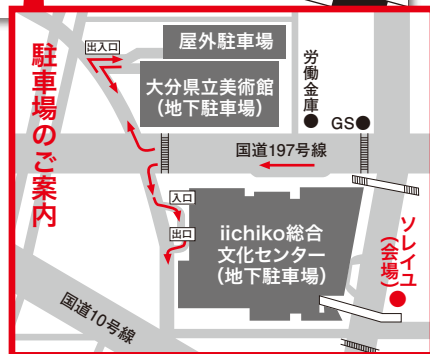 駐車場のご案内
出入口
屋外駐車場
大分県立美術館
(地下駐車場)
労働金庫
GS
国道197号線
入口
出口
iichiko総合
文化センター
(地下駐車場)
ソレイユ
(会場)
国道10号線